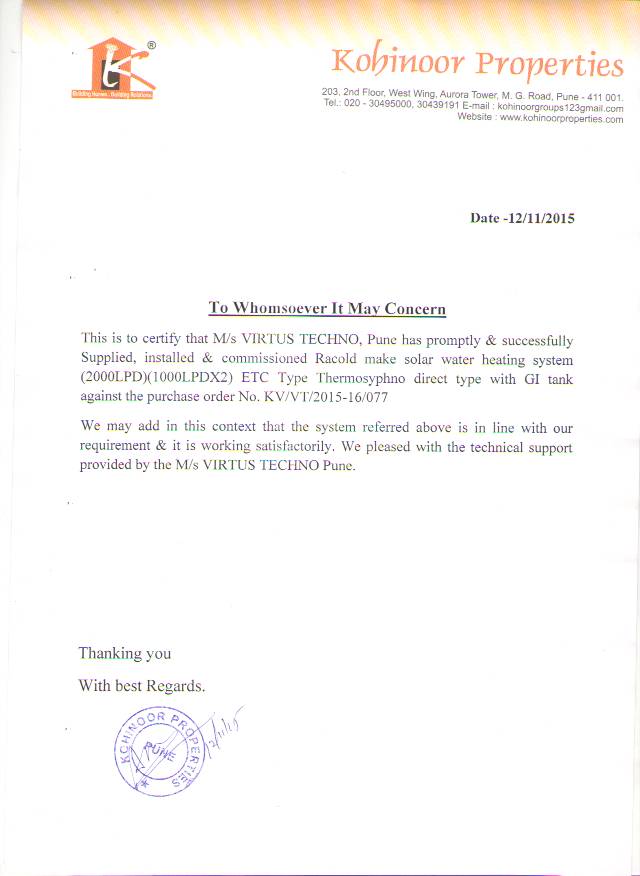 ®
Building Homes, Building Relations
Kohinoor Properties
203, 2nd Floor, West Wing, Aurora Tower, M. G. Road, Pune - 411 001.
Tel.: 020 - 30495000, 30439191 E-mail : kohinoorgroups123gmail.com
Website : www.kohinoorproperties.com
Date -12/11/2015
To Whomsoever It May Concern
This is to certify that M/s VIRTUS TECHNO, Pune has promptly & successfully
Supplied, installed & commissioned Racold make solar water heating system
(2000LPD)(1000LPDX2) ETC Type Thermosyphno direct type with GI tank
against the purchase order No. KV/VT/2015-16/077
We may add in this context that the system referred above is in line with our
requirement & it is working satisfactorily. We pleased with the technical support
provided by the M/s VIRTUS TECHNO Pune.
Thanking you
With best Regards.
KOHINOOR PROPERTIES
PUNE
12/11/15